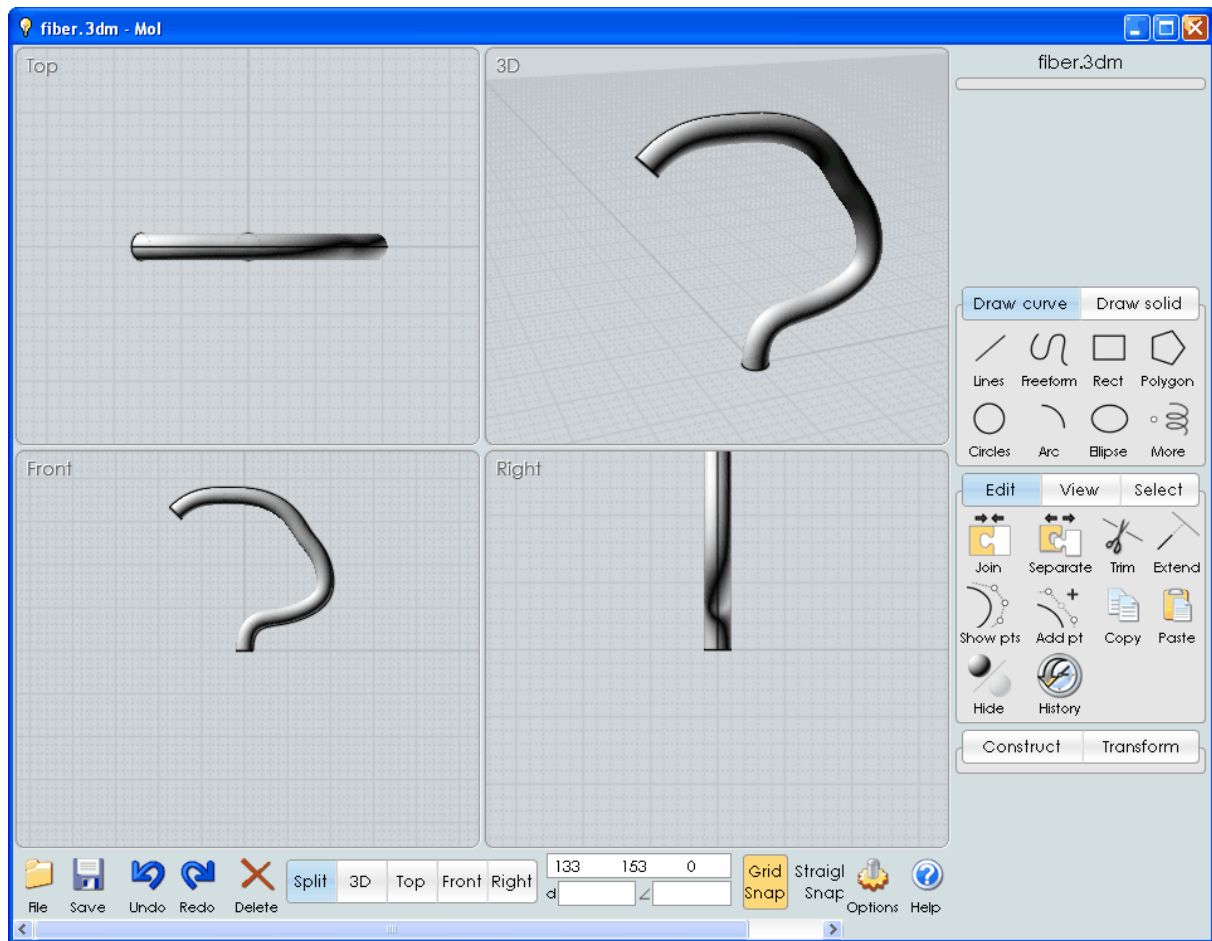 fiber.3dm - MoI
Top
3D
fiber.3dm
Draw curve Draw solid
Lines Freeform Rect Polygon
Circles Arc Ellipse More
Front
Right
Edit View Select
Join Separate Trim Extend
Show pts Add pt Copy Paste
Hide History
Construct Transform
File Save Undo Redo Delete
Split 3D Top Front Right
133 153 0
d
∠
Grid
Snap
Straigl
Snap
Options Help